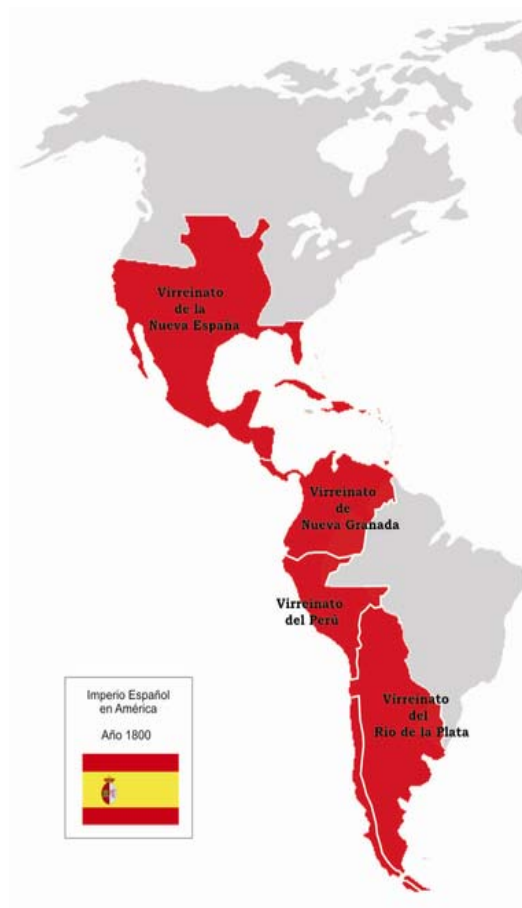 Virreinato
de la
Nueva España
Virreinato
de
Nueva Granada
Virreinato
del Perú
Virreinato
del
Rio de la Plata
Imperio Español
en América
Año 1800